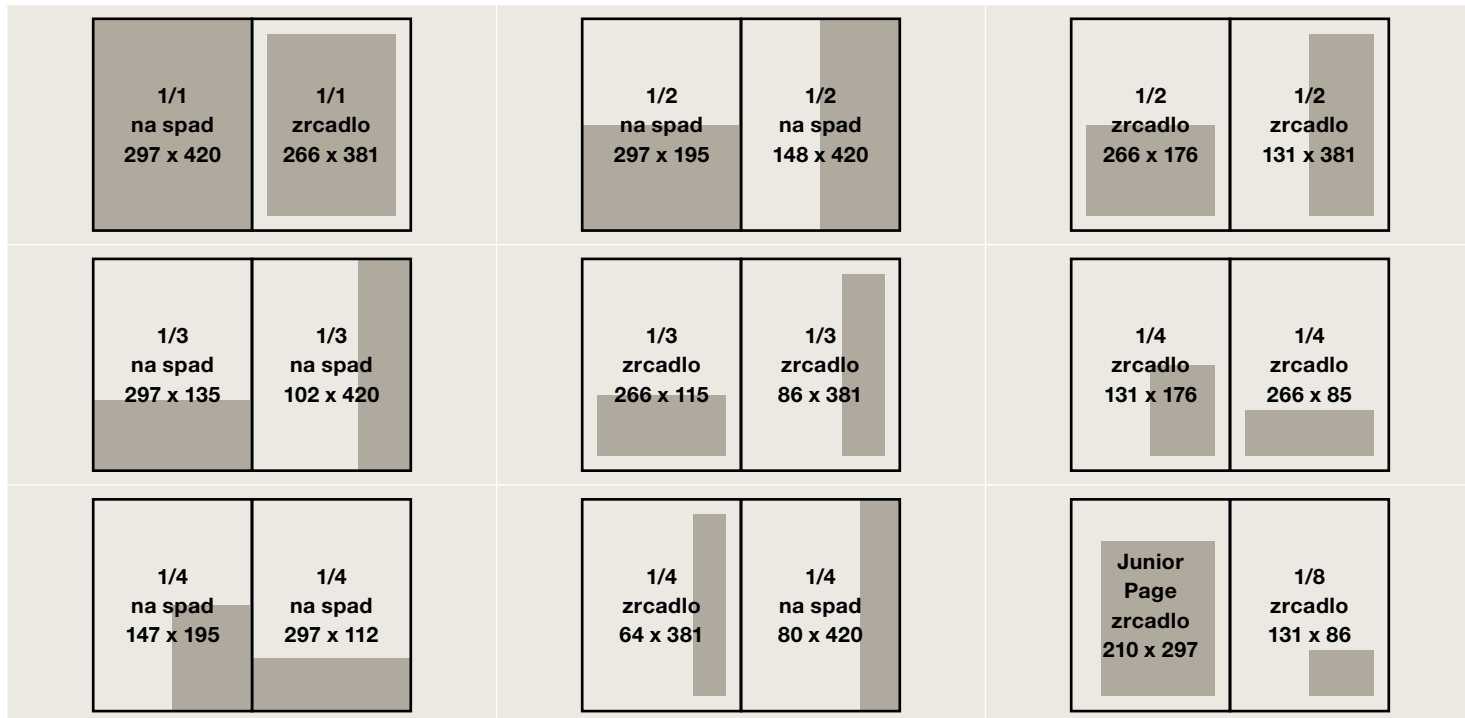 1/1
na spad
297 x 420
1/1
zrcadlo
266 x 381
1/2
na spad
297 x 195
1/2
na spad
148 x 420
1/2
zrcadlo
266 x 176
1/2
zrcadlo
131 x 381
1/3
na spad
297 x 135
1/3
na spad
102 x 420
1/3
zrcadlo
266 x 115
1/3
zrcadlo
86 x 381
1/4
zrcadlo
131 x 176
1/4
zrcadlo
266 x 85
1/4
na spad
147 x 195
1/4
na spad
297 x 112
1/4
zrcadlo
64 x 381
1/4
na spad
80 x 420
Junior
Page
zrcadlo
210 x 297
1/8
zrcadlo
131 x 86